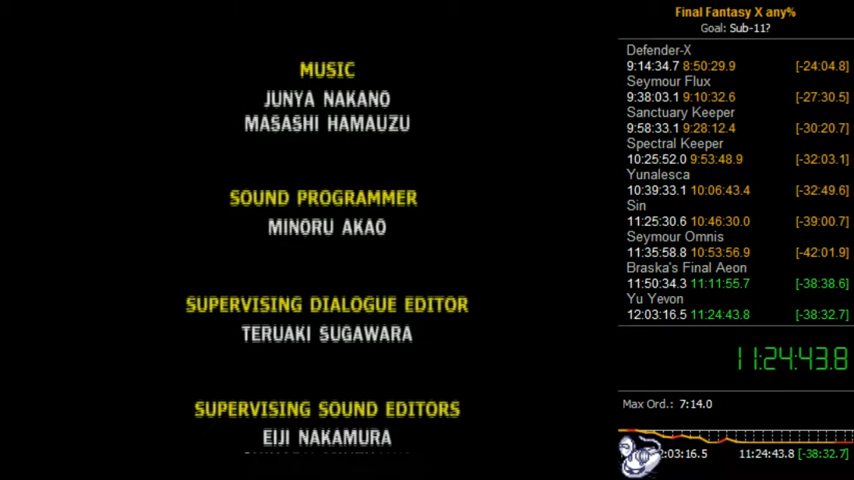 MUSIC
JUNYA NAKANO
MASASHI HAMAUZU
SOUND PROGRAMMER
MINORU AKAO
SUPERVISING DIALOGUE EDITOR
TERUAKI SUGAWARA
SUPERVISING SOUND EDITORS
EIJI NAKAMURA
Final Fantasy X any%
Goal: Sub-11?
Defender-X
9:14:34.7 8:50:29.9 [-24:04.8]
Seymour Flux
9:38:03.1 9:10:32.6 [-27:30.5]
Sanctuary Keeper
9:58:33.1 9:28:12.4 [-30:20.7]
Spectral Keeper
10:25:52.0 9:53:48.9 [-32:03.1]
Yunalesca
10:39:33.1 10:06:43.4 [-32:49.6]
Sin
11:25:30.6 10:46:30.0 [-39:00.7]
Seymour Omnis
11:35:58.8 10:53:56.9 [-42:01.9]
Braska's Final Aeon
11:50:34.3 11:11:55.7 [-38:38.6]
Yu Yevon
12:03:16.5 11:24:43.8 [-38:32.7]
11:24:43.8
Max Ord.: 7:14.0
2:03:16.5 11:24:43.8 [-38:32.7]